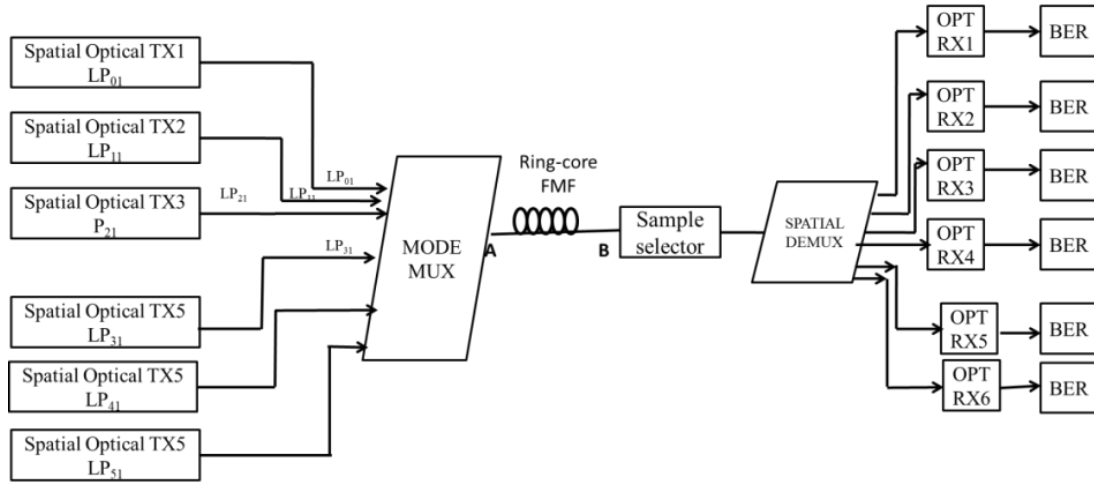 Spatial Optical TX1
LP₀₁
Spatial Optical TX2
LP₁₁
Spatial Optical TX3
P₂₁
Spatial Optical TX5
LP₃₁
Spatial Optical TX5
LP₄₁
Spatial Optical TX5
LP₅₁
LP₀₁
LP₂₁
LP₁₁
LP₃₁
MODE
MUX
A
Ring-core
FMF
B
Sample
selector
SPATIAL
DEMUX
OPT
RX1
BER
OPT
RX2
BER
OPT
RX3
BER
OPT
RX4
BER
OPT
RX5
BER
OPT
RX6
BER